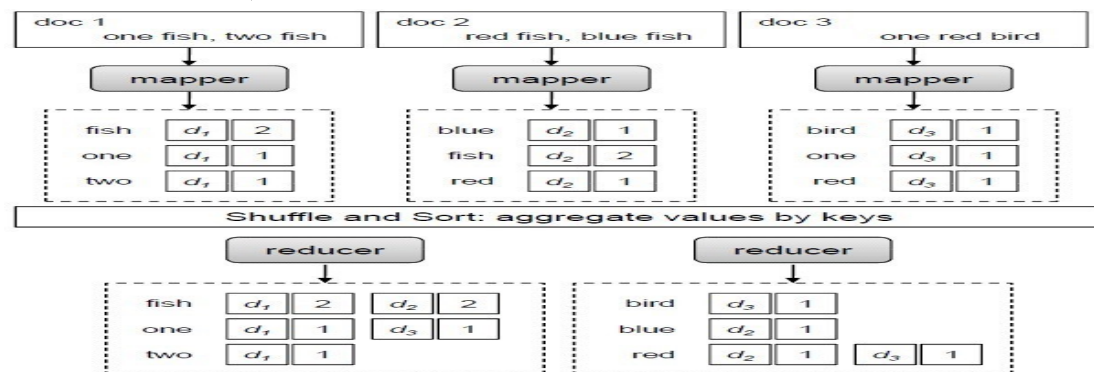 doc 1
one fish, two fish
doc 2
red fish, blue fish
doc 3
one red bird
mapper
mapper
mapper
fish d₁ 2
one d₁ 1
two d₁ 1
blue d₂ 1
fish d₂ 2
red d₂ 1
bird d₃ 1
one d₃ 1
red d₃ 1
Shuffle and Sort: aggregate values by keys
reducer
reducer
fish d₁ 2 d₂ 2
one d₁ 1 d₃ 1
two d₁ 1
bird d₃ 1
blue d₂ 1
red d₂ 1 d₃ 1